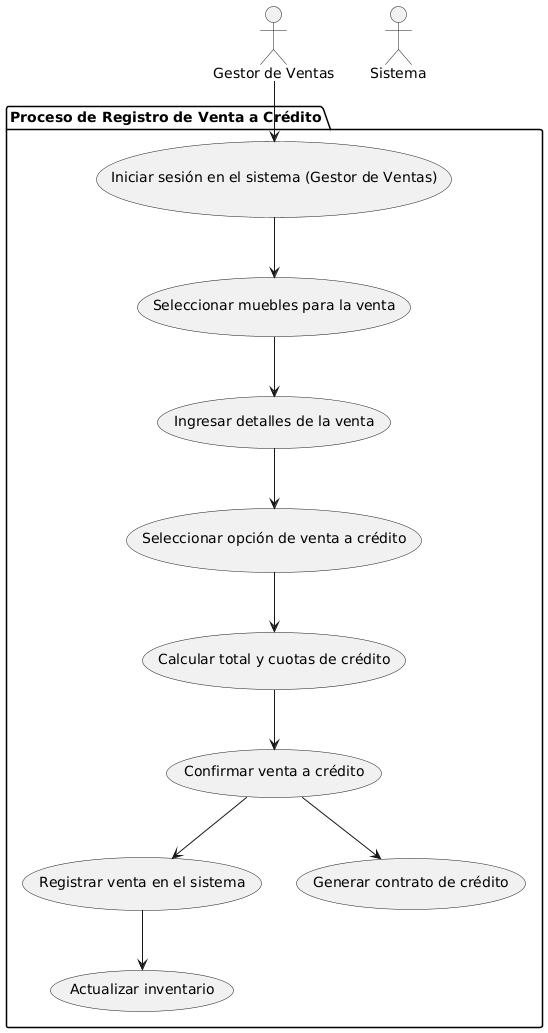 Gestor de Ventas
Sistema
Proceso de Registro de Venta a Crédito
Iniciar sesión en el sistema (Gestor de Ventas)
Seleccionar muebles para la venta
Ingresar detalles de la venta
Seleccionar opción de venta a crédito
Calcular total y cuotas de crédito
Confirmar venta a crédito
Registrar venta en el sistema
Generar contrato de crédito
Actualizar inventario